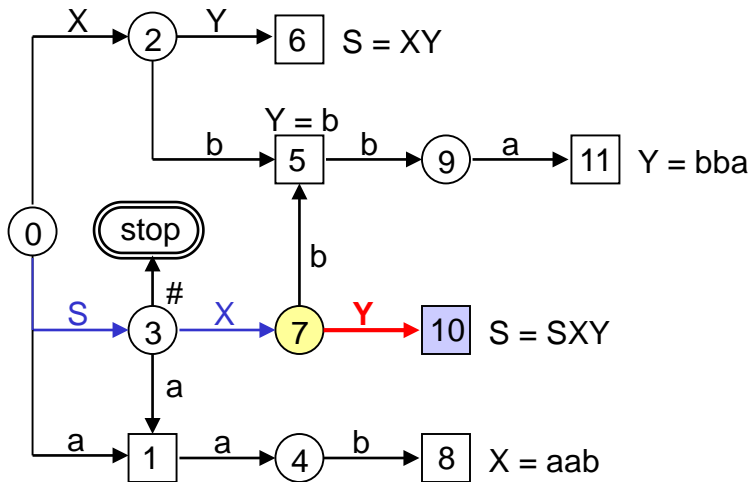 X Y
2 6 S = XY
Y = b
b b a
5 9 11 Y = bba
0 stop
b
#
S X Y
3 7 10 S = SXY
a
a a b
1 4 8 X = aab